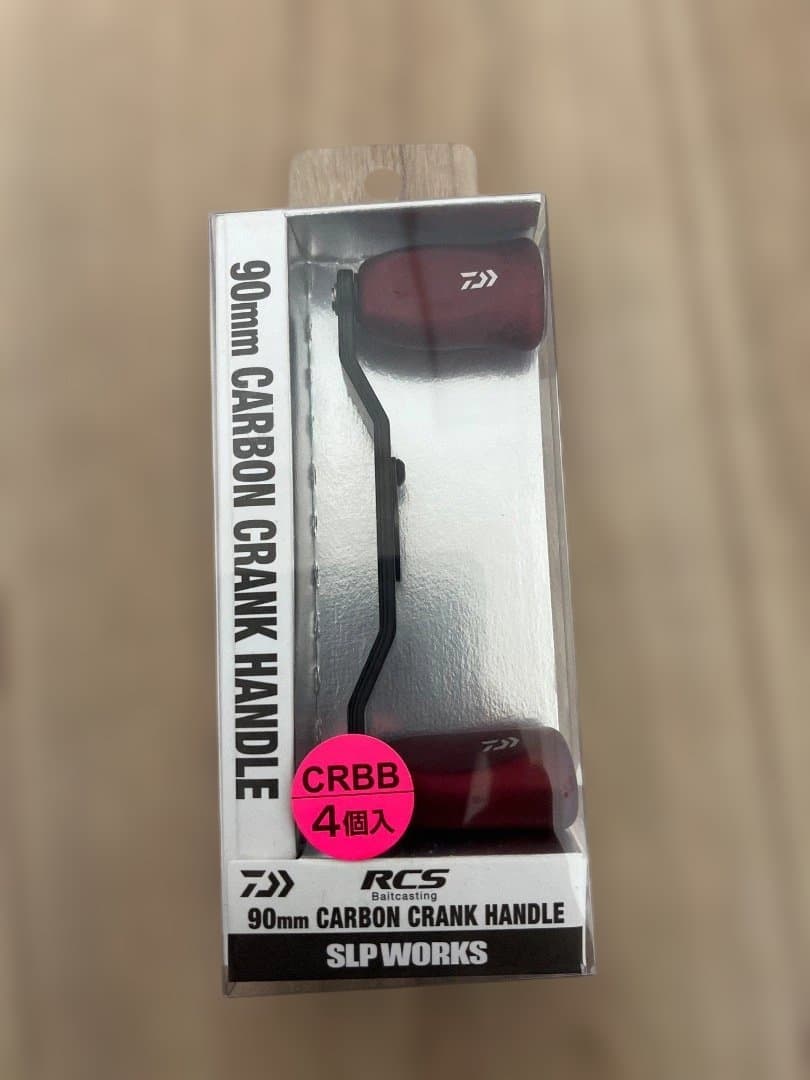 90mm CARBON CRANK HANDLE
CRBB
4個入
RCS
Baitcasting
90mm CARBON CRANK HANDLE
SLP WORKS